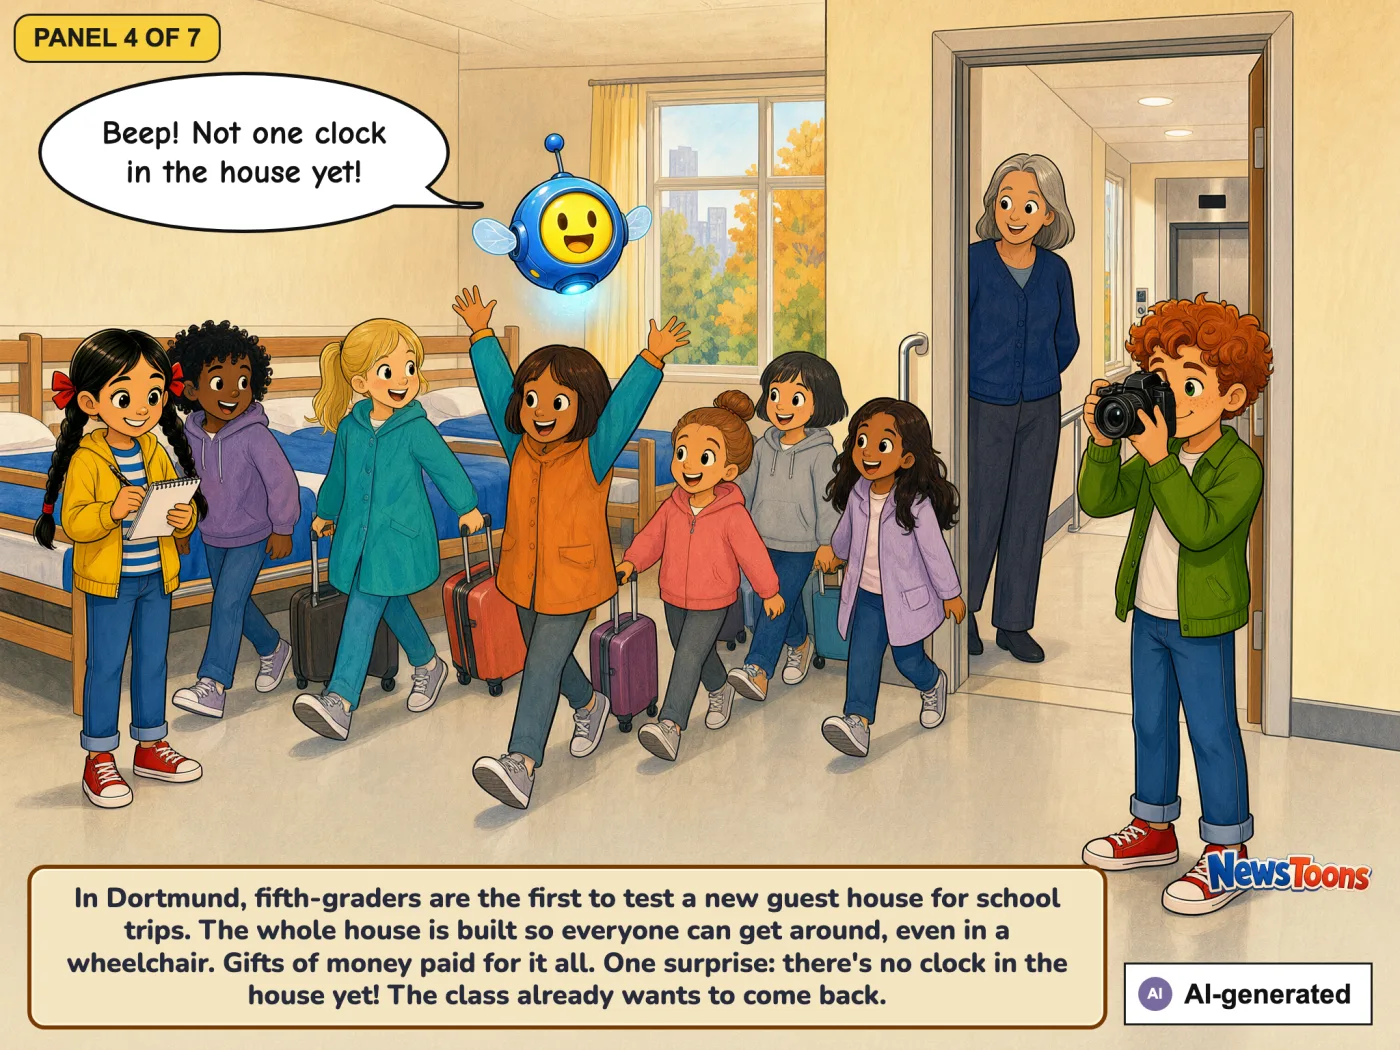 PANEL 4 OF 7
Beep! Not one clock
in the house yet!
In Dortmund, fifth-graders are the first to test a new guest house for school
trips. The whole house is built so everyone can get around, even in a
wheelchair. Gifts of money paid for it all. One surprise: there's no clock in the
house yet! The class already wants to come back.
NewsToons
AI AI-generated